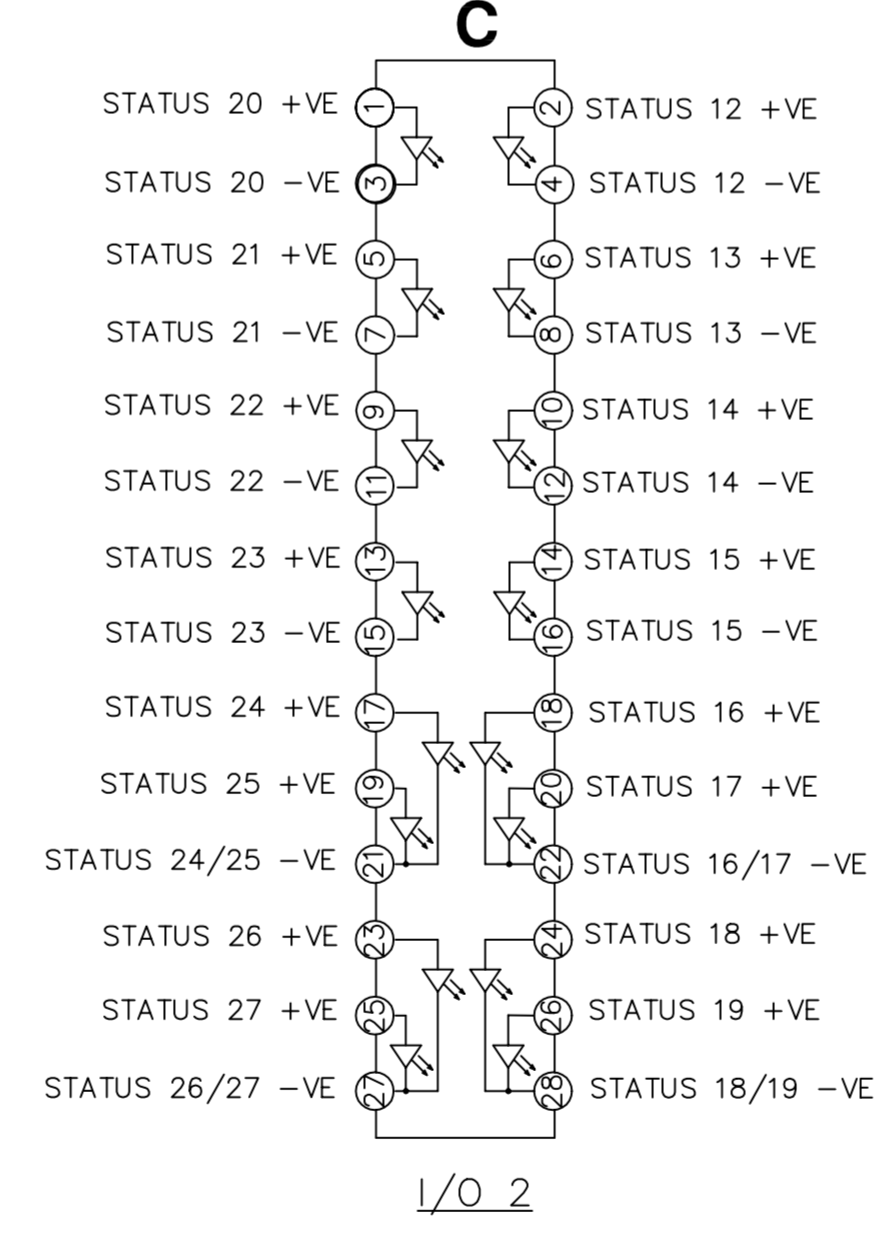 C
STATUS 20 +VE 1 2 STATUS 12 +VE
STATUS 20 −VE 3 4 STATUS 12 −VE
STATUS 21 +VE 5 6 STATUS 13 +VE
STATUS 21 −VE 7 8 STATUS 13 −VE
STATUS 22 +VE 9 10 STATUS 14 +VE
STATUS 22 −VE 11 12 STATUS 14 −VE
STATUS 23 +VE 13 14 STATUS 15 +VE
STATUS 23 −VE 15 16 STATUS 15 −VE
STATUS 24 +VE 17 18 STATUS 16 +VE
STATUS 25 +VE 19 20 STATUS 17 +VE
STATUS 24/25 −VE 21 22 STATUS 16/17 −VE
STATUS 26 +VE 23 24 STATUS 18 +VE
STATUS 27 +VE 25 26 STATUS 19 +VE
STATUS 26/27 −VE 27 28 STATUS 18/19 −VE
I/O 2